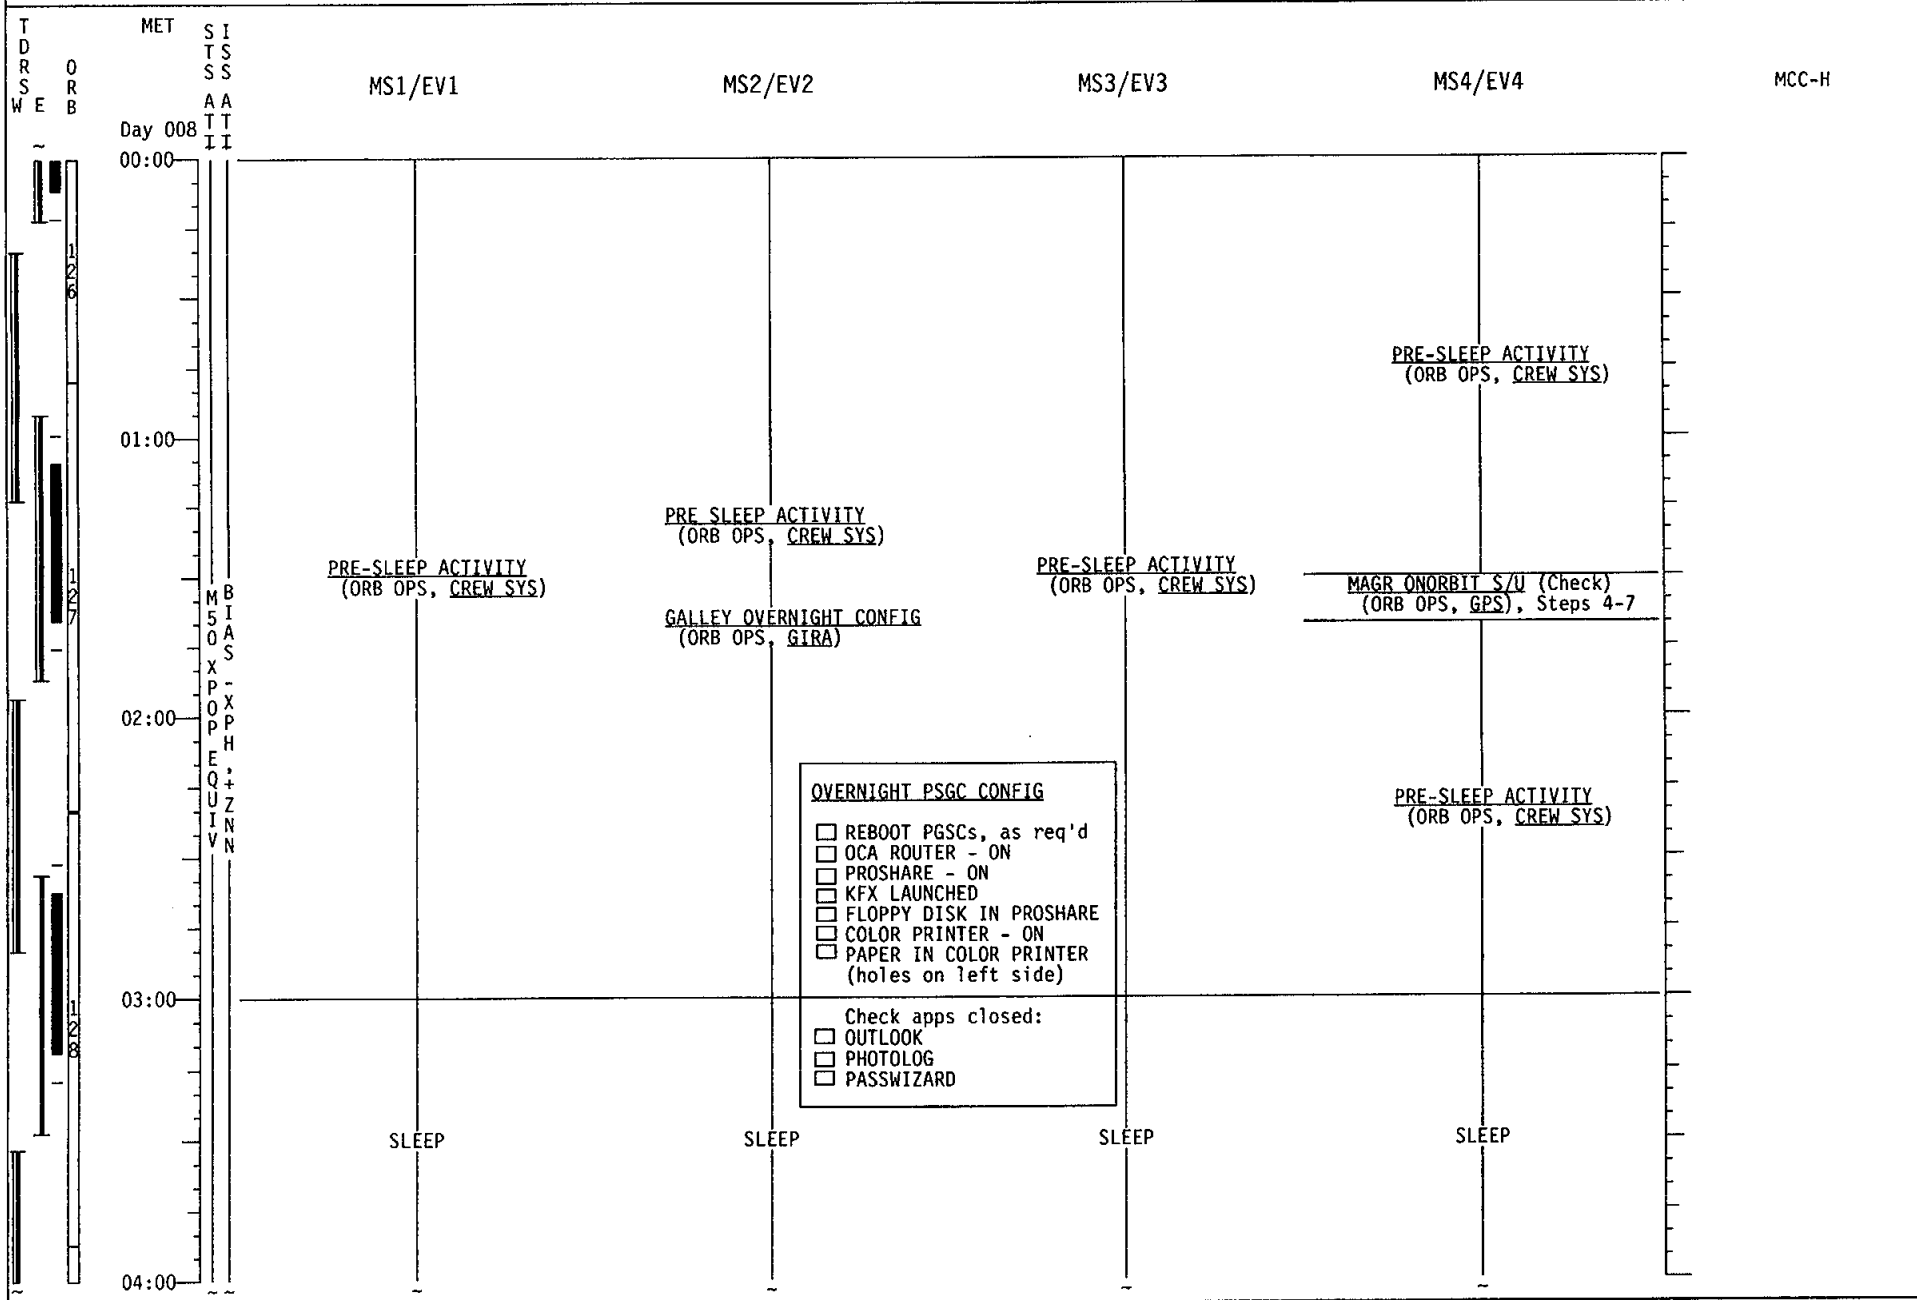 TDRS
W E
ORB
MET
STS ATT
ISS ATT
MS1/EV1
MS2/EV2
MS3/EV3
MS4/EV4
MCC-H
Day 008
00:00
126
PRE-SLEEP ACTIVITY
(ORB OPS, CREW SYS)
01:00
PRE SLEEP ACTIVITY
(ORB OPS, CREW SYS)
PRE-SLEEP ACTIVITY
(ORB OPS, CREW SYS)
PRE-SLEEP ACTIVITY
(ORB OPS, CREW SYS)
MAGR ONORBIT S/U (Check)
(ORB OPS, GPS), Steps 4-7
127
M50 XPOP EQUIV
BIAS -XPH,+ZNN
GALLEY OVERNIGHT CONFIG
(ORB OPS, GIRA)
02:00
OVERNIGHT PSGC CONFIG
REBOOT PGSCs, as req'd
OCA ROUTER - ON
PROSHARE - ON
KFX LAUNCHED
FLOPPY DISK IN PROSHARE
COLOR PRINTER - ON
PAPER IN COLOR PRINTER
(holes on left side)
Check apps closed:
OUTLOOK
PHOTOLOG
PASSWIZARD
PRE-SLEEP ACTIVITY
(ORB OPS, CREW SYS)
03:00
128
SLEEP
SLEEP
SLEEP
SLEEP
04:00